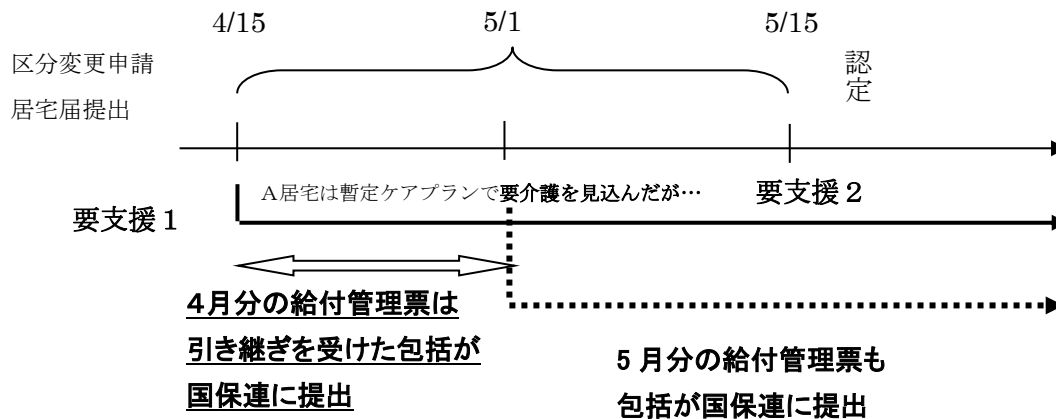 4/15 5/1 5/15
区分変更申請
居宅届提出
認定
A居宅は暫定ケアプランで要介護を見込んだが…
要支援1
要支援2
4月分の給付管理票は
引き継ぎを受けた包括が
国保連に提出
5月分の給付管理票も
包括が国保連に提出